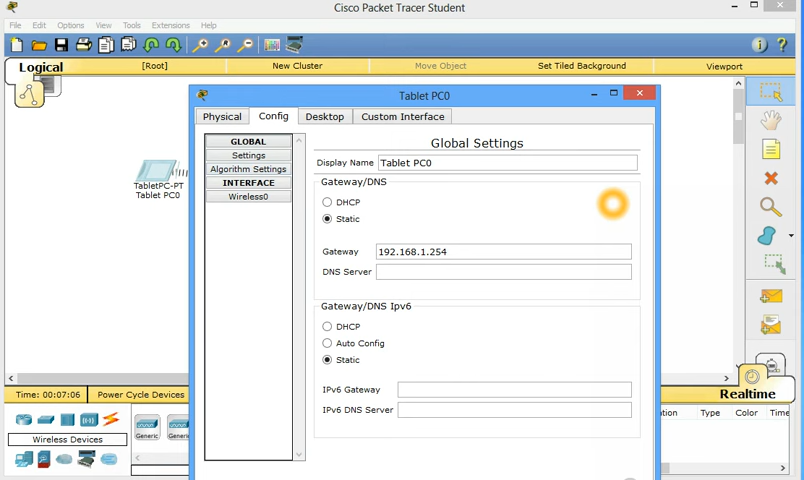 Cisco Packet Tracer Student
File Edit Options View Tools Extensions Help
Logical [Root] New Cluster Move Object Set Tiled Background Viewport
Tablet PC0
Physical Config Desktop Custom Interface
GLOBAL
Settings
Algorithm Settings
INTERFACE
Wireless0
Global Settings
Display Name Tablet PC0
Gateway/DNS
DHCP
Static
Gateway 192.168.1.254
DNS Server
Gateway/DNS Ipv6
DHCP
Auto Config
Static
IPv6 Gateway
IPv6 DNS Server
TabletPC-PT
Tablet PC0
Time: 00:07:06 Power Cycle Devices
Realtime
Generic Generic
Wireless Devices
ation Type Color Time